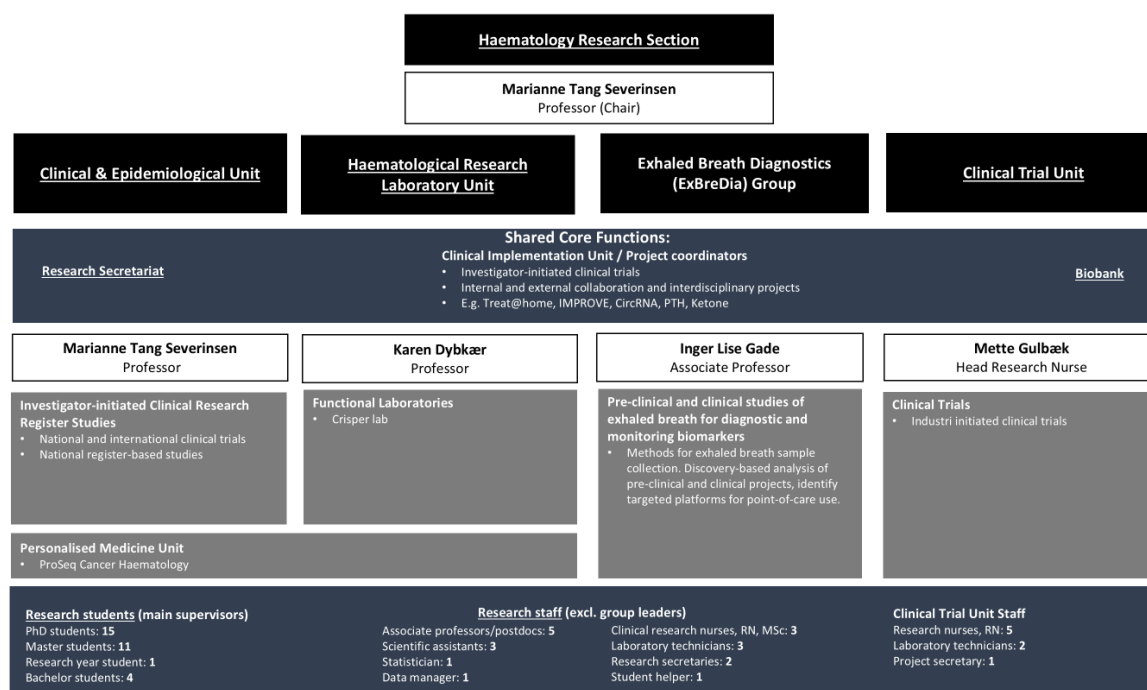 Haematology Research Section
Marianne Tang Severinsen
Professor (Chair)
Clinical & Epidemiological Unit
Haematological Research
Laboratory Unit
Exhaled Breath Diagnostics
(ExBreDia) Group
Clinical Trial Unit
Shared Core Functions:
Research Secretariat
Clinical Implementation Unit / Project coordinators
• Investigator-initiated clinical trials
• Internal and external collaboration and interdisciplinary projects
• E.g. Treat@home, IMPROVE, CircRNA, PTH, Ketone
Biobank
Marianne Tang Severinsen
Professor
Karen Dybkær
Professor
Inger Lise Gade
Associate Professor
Mette Gulbæk
Head Research Nurse
Investigator-initiated Clinical Research
Register Studies
• National and international clinical trials
• National register-based studies
Functional Laboratories
• Crisper lab
Pre-clinical and clinical studies of
exhaled breath for diagnostic and
monitoring biomarkers
• Methods for exhaled breath sample
collection. Discovery-based analysis of
pre-clinical and clinical projects, identify
targeted platforms for point-of-care use.
Clinical Trials
• Industri initiated clinical trials
Personalised Medicine Unit
• ProSeq Cancer Haematology
Research students (main supervisors)
PhD students: 15
Master students: 11
Research year student: 1
Bachelor students: 4
Research staff (excl. group leaders)
Associate professors/postdocs: 5
Scientific assistants: 3
Statistician: 1
Data manager: 1
Clinical research nurses, RN, MSc: 3
Laboratory technicians: 3
Research secretaries: 2
Student helper: 1
Clinical Trial Unit Staff
Research nurses, RN: 5
Laboratory technicians: 2
Project secretary: 1